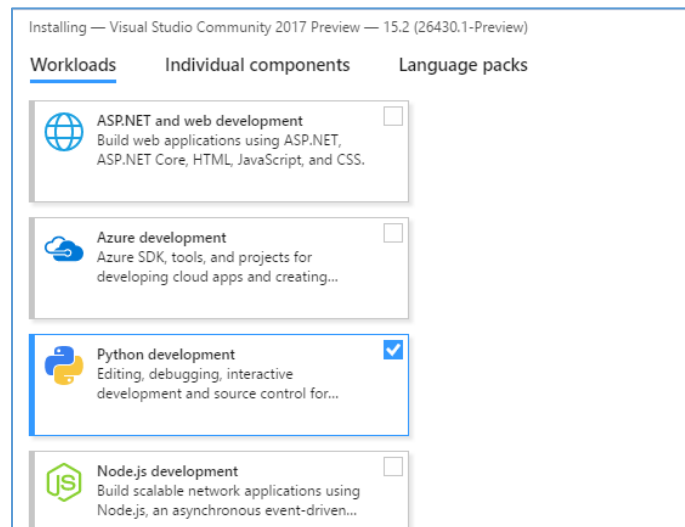 Installing — Visual Studio Community 2017 Preview — 15.2 (26430.1-Preview)
Workloads Individual components Language packs
ASP.NET and web development
Build web applications using ASP.NET,
ASP.NET Core, HTML, JavaScript, and CSS.
Azure development
Azure SDK, tools, and projects for
developing cloud apps and creating...
Python development
Editing, debugging, interactive
development and source control for...
JS
Node.js development
Build scalable network applications using
Node.js, an asynchronous event-driven...